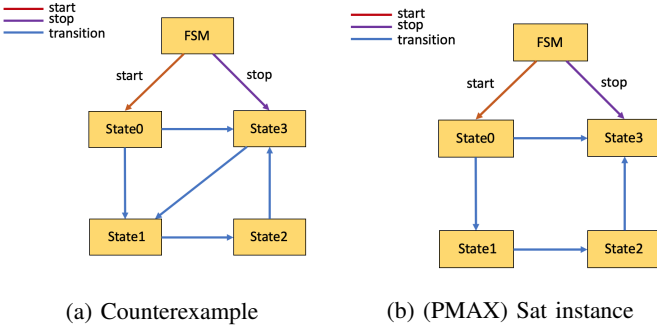 start
stop
transition
FSM
start
stop
State0
State3
State1
State2
(a) Counterexample
start
stop
transition
FSM
start
stop
State0
State3
State1
State2
(b) (PMAX) Sat instance